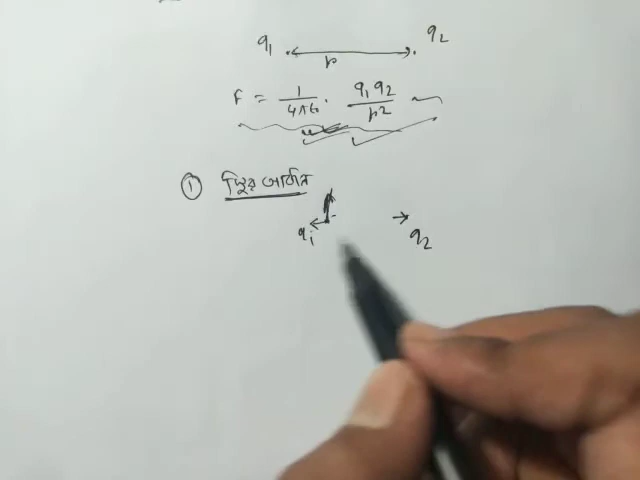 q₁ q₂
r
F = 1/4πε₀ · q₁q₂/r²
① স্থির আধান
q₁ q₂